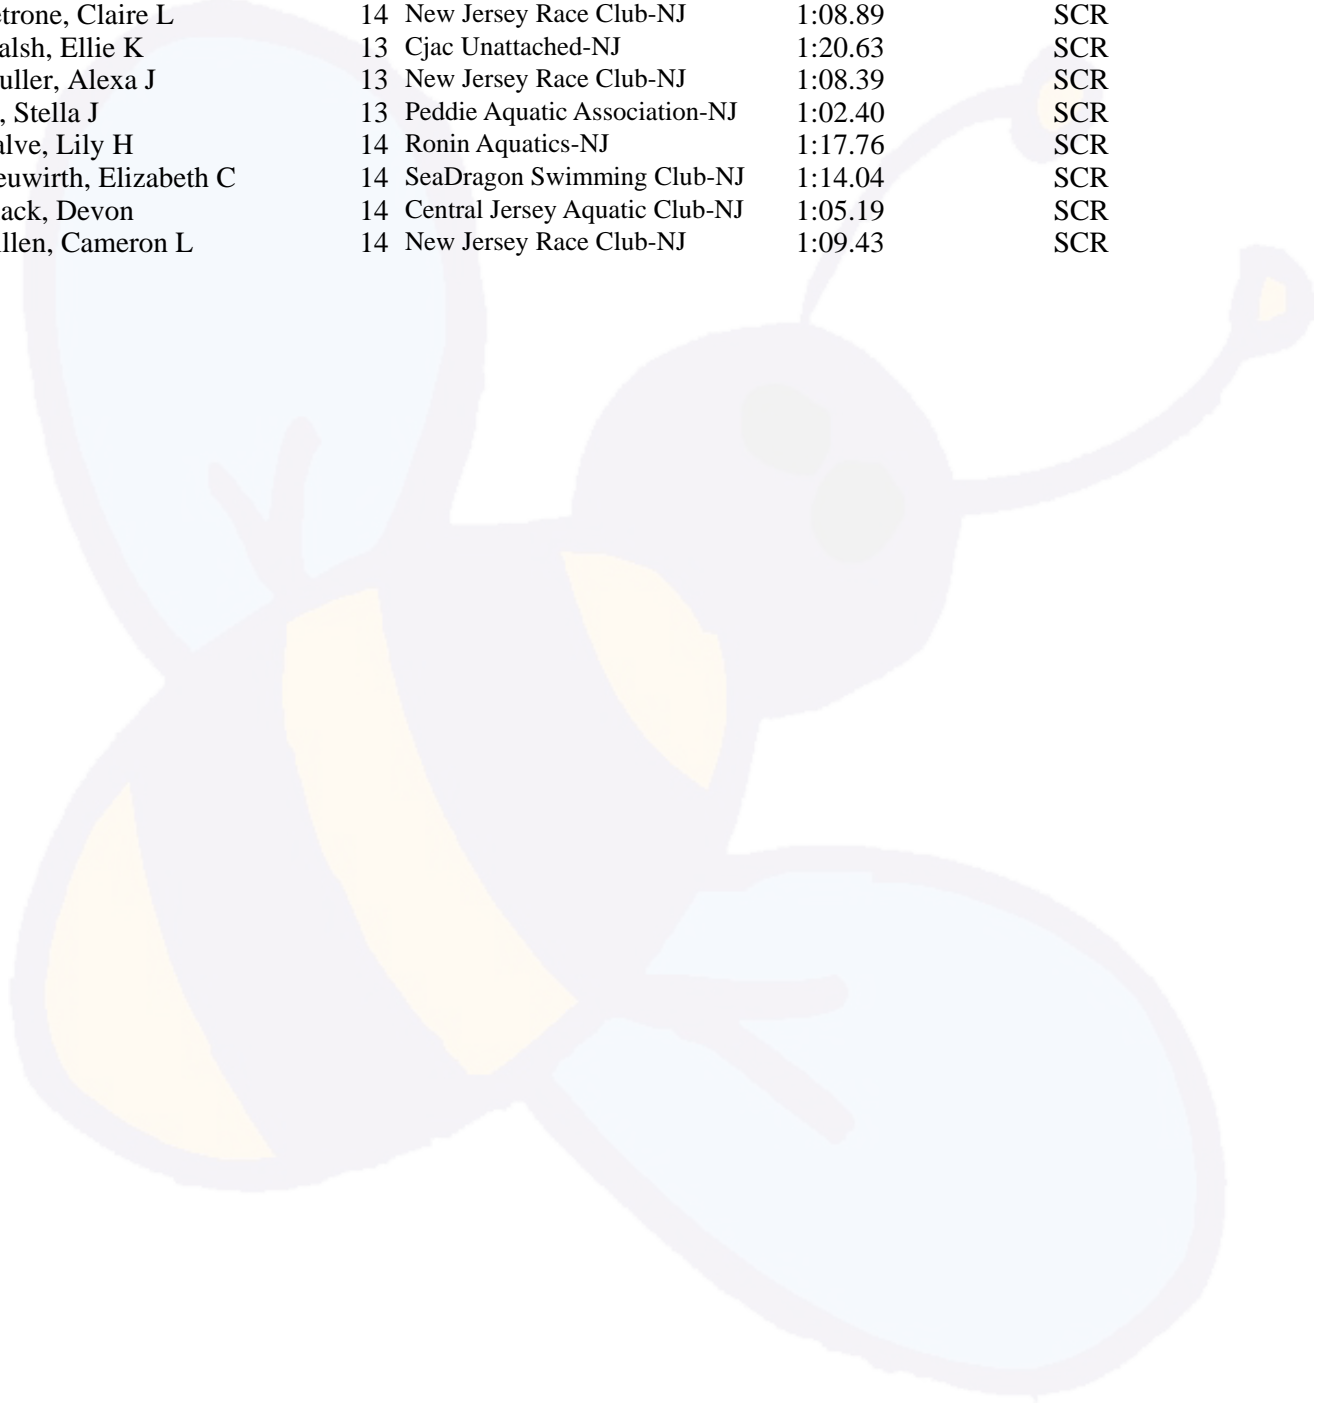 etrone, Claire L 14 New Jersey Race Club-NJ 1:08.89 SCR
alsh, Ellie K 13 Cjac Unattached-NJ 1:20.63 SCR
uller, Alexa J 13 New Jersey Race Club-NJ 1:08.39 SCR
, Stella J 13 Peddie Aquatic Association-NJ 1:02.40 SCR
alve, Lily H 14 Ronin Aquatics-NJ 1:17.76 SCR
euwirth, Elizabeth C 14 SeaDragon Swimming Club-NJ 1:14.04 SCR
ack, Devon 14 Central Jersey Aquatic Club-NJ 1:05.19 SCR
llen, Cameron L 14 New Jersey Race Club-NJ 1:09.43 SCR